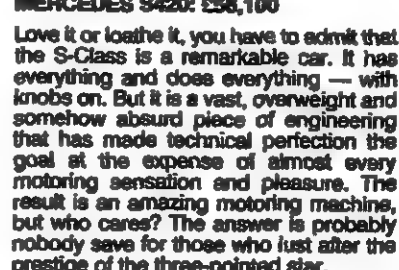 MERCEDES S420: £58,100
Love it or loathe it, you have to admit that
the S-Class is a remarkable car. It has
everything and does everything — with
knobs on. But it is a vast, overweight and
somehow absurd piece of engineering
that has made technical perfection the
goal at the expense of almost every
motoring sensation and pleasure. The
result is an amazing motoring machine,
but who cares? The answer is probably
nobody save for those who lust after the
prestige of the three-pointed star.